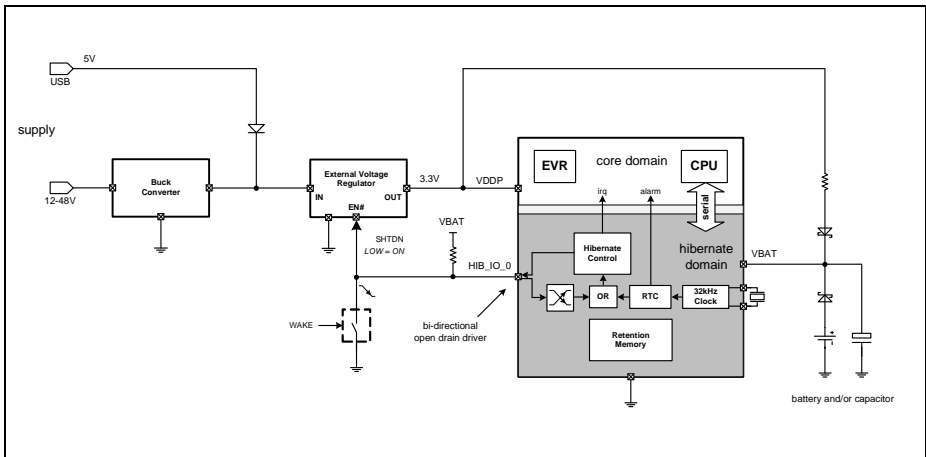 5V
USB
supply
Buck
Converter
12-48V
External Voltage
Regulator
IN
OUT
EN#
3.3V
VDDP
EVR
core domain
CPU
irq
alarm
serial
VBAT
SHTDN
LOW = ON
HIB_IO_0
Hibernate
Control
hibernate
domain
VBAT
OR
RTC
32kHz
Clock
WAKE
bi-directional
open drain driver
Retention
Memory
+
-
battery and/or capacitor